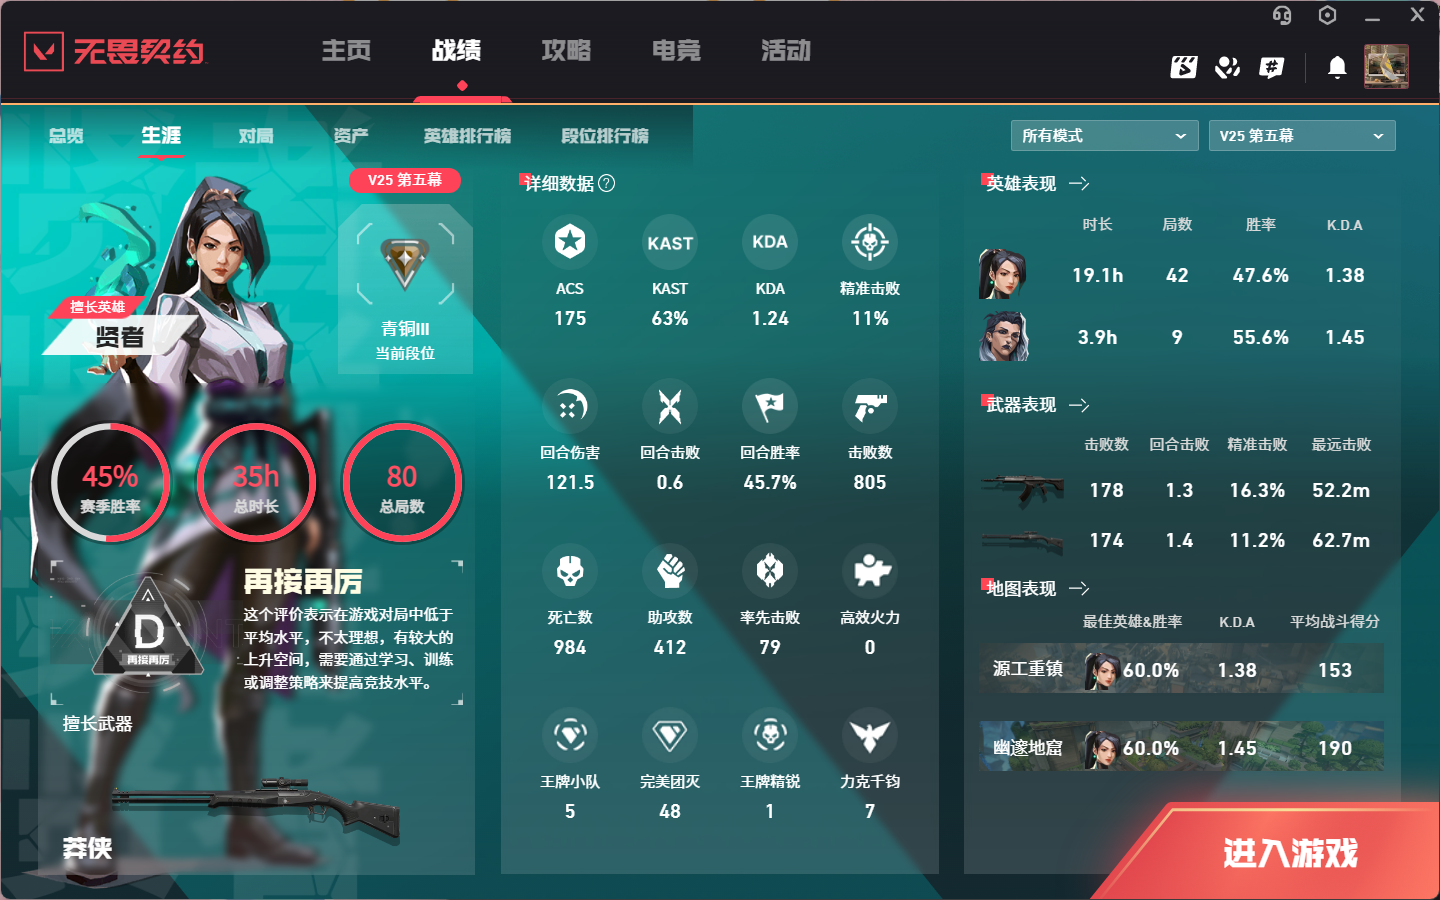 无畏契约
主页
战绩
攻略
电竞
活动
总览
生涯
对局
资产
英雄排行榜
段位排行榜
所有模式
V25 第五幕
V25 第五幕
青铜III
当前段位
擅长英雄
贤者
45%
赛季胜率
35h
总时长
80
总局数
D
再接再厉
再接再厉
这个评价表示在游戏对局中低于
平均水平，不太理想，有较大的
上升空间，需要通过学习、训练
或调整策略来提高竞技水平。
擅长武器
莽侠
详细数据 ?
KAST KDA
ACS KAST KDA 精准击败
175 63% 1.24 11%
回合伤害 回合击败 回合胜率 击败数
121.5 0.6 45.7% 805
死亡数 助攻数 率先击败 高效火力
984 412 79 0
王牌小队 完美团灭 王牌精锐 力克千钧
5 48 1 7
英雄表现
时长 局数 胜率 K.D.A
19.1h 42 47.6% 1.38
3.9h 9 55.6% 1.45
武器表现
击败数 回合击败 精准击败 最远击败
178 1.3 16.3% 52.2m
174 1.4 11.2% 62.7m
地图表现
最佳英雄&胜率 K.D.A 平均战斗得分
源工重镇 60.0% 1.38 153
幽邃地窟 60.0% 1.45 190
进入游戏